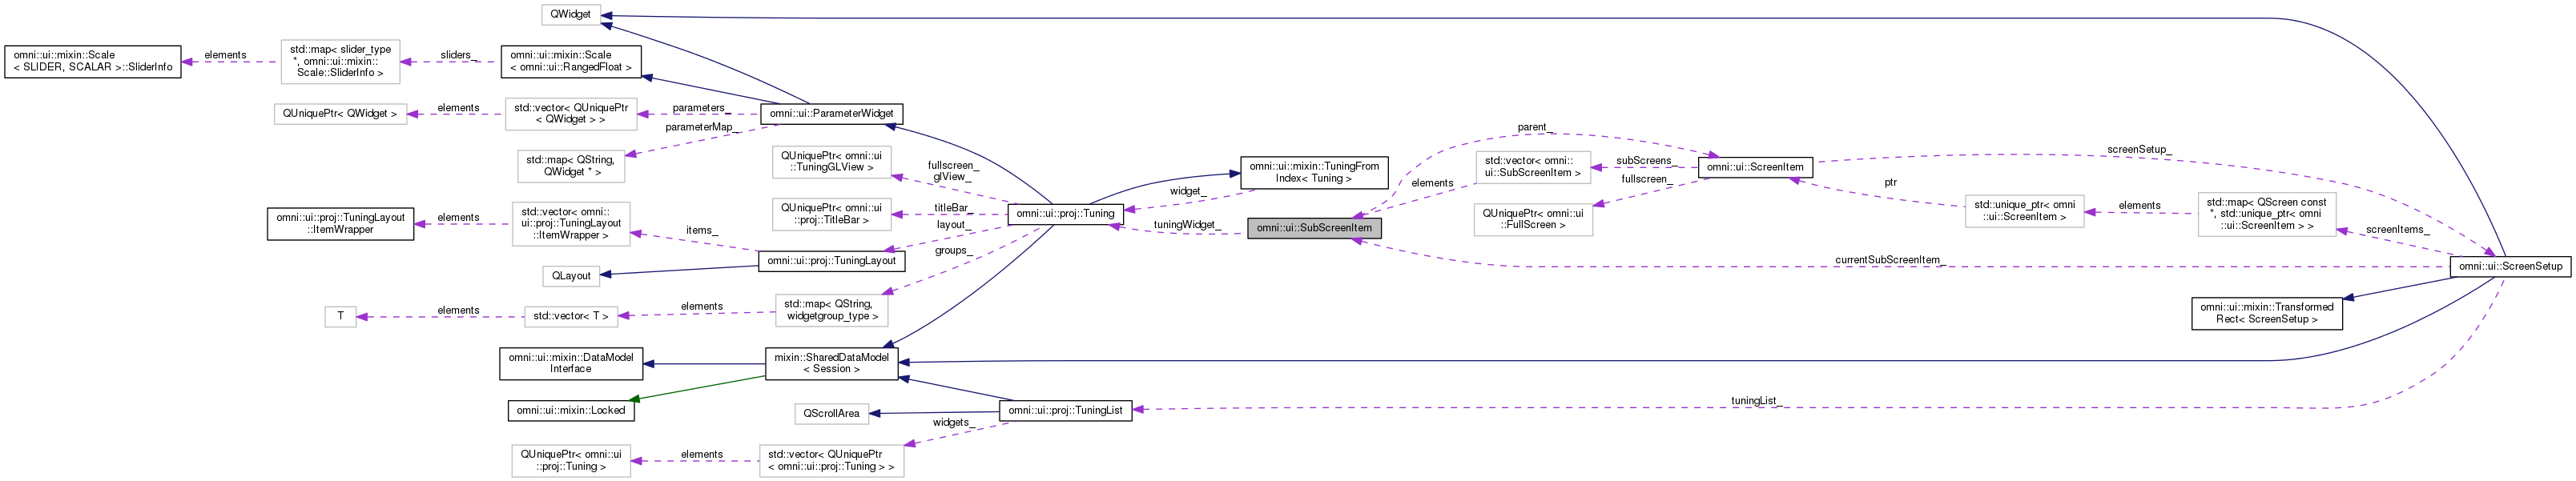 QWidget
omni::ui::mixin::Scale
< SLIDER, SCALAR >::SliderInfo
elements
std::map< slider_type
*, omni::ui::mixin::
Scale::SliderInfo >
sliders_
omni::ui::mixin::Scale
< omni::ui::RangedFloat >
QUniquePtr< QWidget >
elements
std::vector< QUniquePtr
< QWidget > >
parameters_
parameterMap_
omni::ui::ParameterWidget
std::map< QString,
QWidget * >
QUniquePtr< omni::ui
::TuningGLView >
fullscreen_
glView_
QUniquePtr< omni::ui
::proj::TitleBar >
titleBar_
layout_
groups_
omni::ui::proj::Tuning
omni::ui::mixin::TuningFrom
Index< Tuning >
widget_
tuningWidget_
omni::ui::SubScreenItem
parent_
elements
std::vector< omni::
ui::SubScreenItem >
subScreens_
fullscreen_
omni::ui::ScreenItem
QUniquePtr< omni::ui
::FullScreen >
screenSetup_
ptr
std::unique_ptr< omni
::ui::ScreenItem >
elements
std::map< QScreen const
*, std::unique_ptr< omni
::ui::ScreenItem > >
screenItems_
currentSubScreenItem_
omni::ui::ScreenSetup
omni::ui::proj::TuningLayout
::ItemWrapper
elements
std::vector< omni::
ui::proj::TuningLayout
::ItemWrapper >
items_
omni::ui::proj::TuningLayout
QLayout
T
elements
std::vector< T >
elements
std::map< QString,
widgetgroup_type >
omni::ui::mixin::Transformed
Rect< ScreenSetup >
omni::ui::mixin::DataModel
Interface
mixin::SharedDataModel
< Session >
omni::ui::mixin::Locked
QScrollArea
omni::ui::proj::TuningList
tuningList_
widgets_
QUniquePtr< omni::ui
::proj::Tuning >
elements
std::vector< QUniquePtr
< omni::ui::proj::Tuning > >